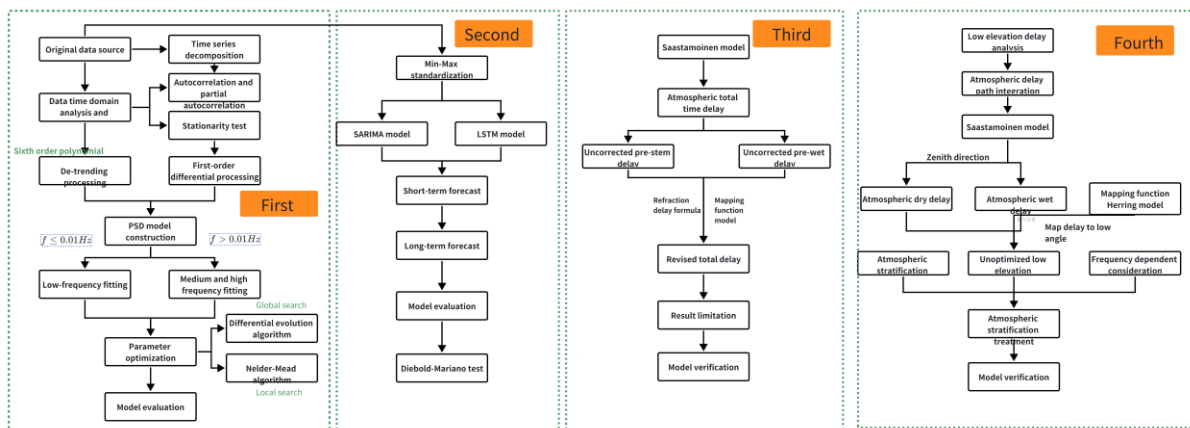 Original data source
Time series
decomposition
Autocorrelation and
partial
autocorrelation
Data time domain
analysis and
Stationarity test
Sixth order polynomial
De-trending
processing
First-order
differential processing
First
PSD model
construction
f ≤ 0.01Hz
f > 0.01Hz
Low-frequency fitting
Medium and high
frequency fitting
Global search
Differential evolution
algorithm
Parameter
optimization
Nelder-Mead
algorithm
Local search
Model evaluation
Second
Min-Max
standardization
SARIMA model
LSTM model
Short-term forecast
Long-term forecast
Model evaluation
Diebold-Mariano test
Third
Saastamoinen model
Atmospheric total
time delay
Uncorrected pre-stem
delay
Uncorrected pre-wet
delay
Refraction
delay formula
Mapping
function
model
Revised total delay
Result limitation
Model verification
Fourth
Low elevation delay
analysis
Atmospheric delay
path integration
Saastamoinen model
Zenith direction
Atmospheric dry delay
Atmospheric wet
delay
Mapping function
Herring model
Map delay to low
angle
Atmospheric
stratification
Unoptimized low
elevation
Frequency dependent
consideration
Atmospheric
stratification
treatment
Model verification